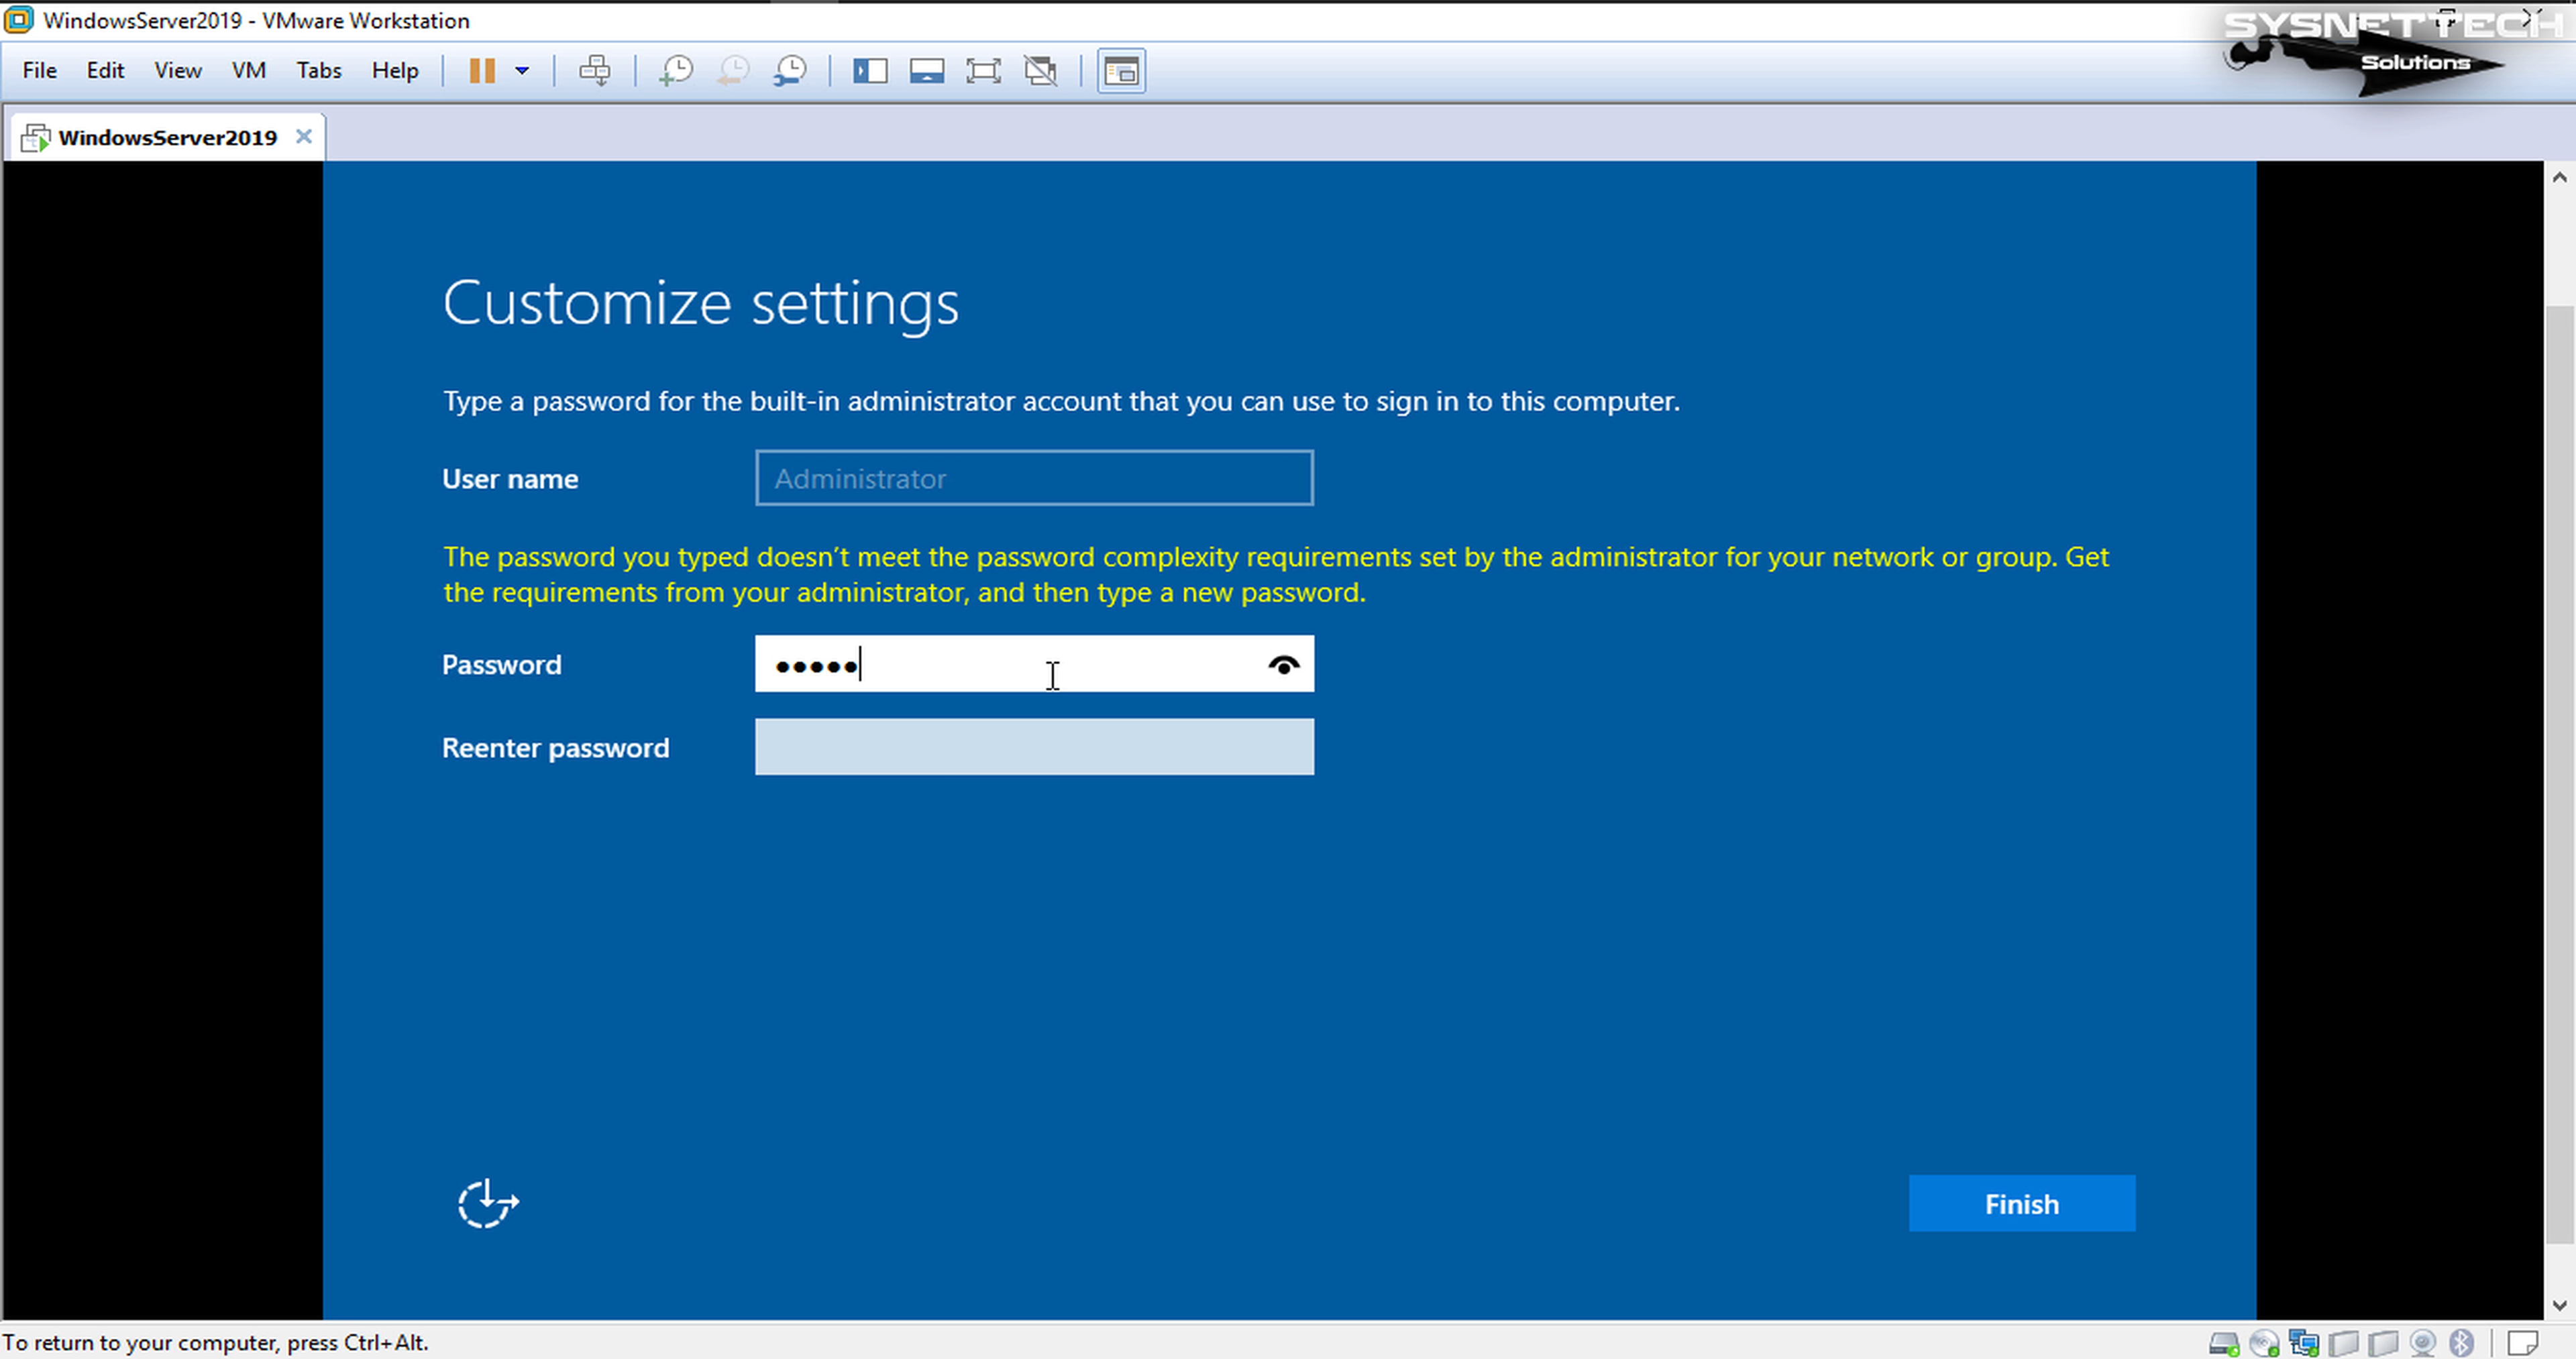 WindowsServer2019 - VMware Workstation
SYSNETTECH
Solutions
File Edit View VM Tabs Help
WindowsServer2019
Customize settings
Type a password for the built-in administrator account that you can use to sign in to this computer.
User name Administrator
The password you typed doesn’t meet the password complexity requirements set by the administrator for your network or group. Get
the requirements from your administrator, and then type a new password.
Password •••••
Reenter password
Finish
To return to your computer, press Ctrl+Alt.